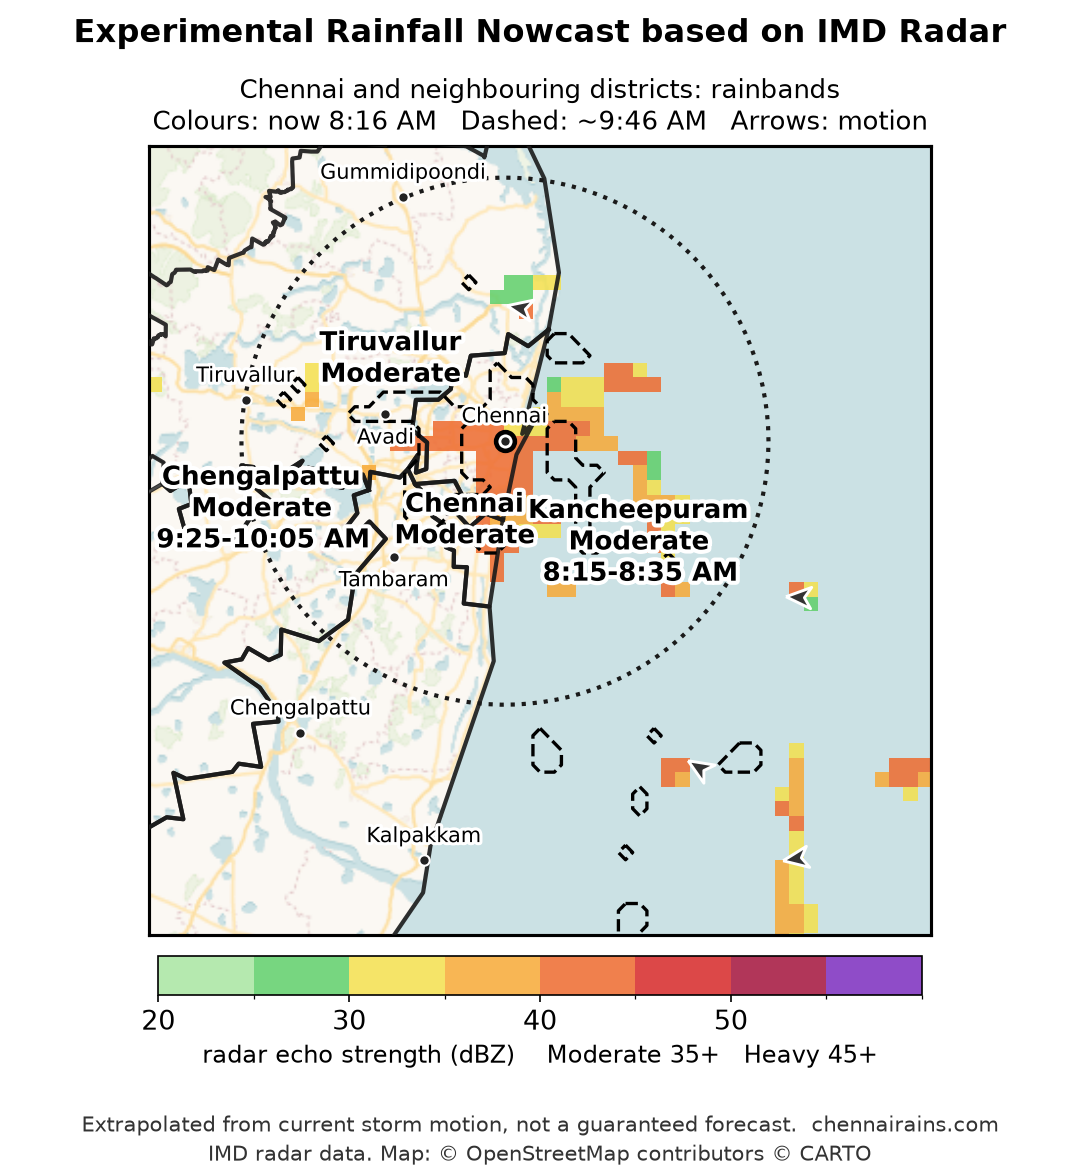 Experimental Rainfall Nowcast based on IMD Radar
Chennai and neighbouring districts: rainbands
Colours: now 8:16 AM   Dashed: ~9:46 AM   Arrows: motion
Gummidipoondi
Tiruvallur
Moderate
Tiruvallur
Chennai
Avadi
Chengalpattu
Moderate
9:25-10:05 AM
Chennai
Moderate
Kancheepuram
Moderate
8:15-8:35 AM
Tambaram
Chengalpattu
Kalpakkam
20 30 40 50
radar echo strength (dBZ)    Moderate 35+   Heavy 45+
Extrapolated from current storm motion, not a guaranteed forecast.  chennairains.com
IMD radar data. Map: © OpenStreetMap contributors © CARTO